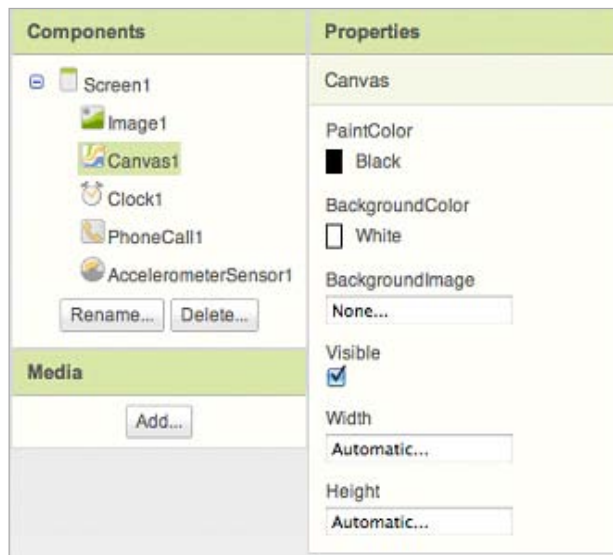 Components
Screen1
Image1
Canvas1
Clock1
PhoneCall1
AccelerometerSensor1
Rename... Delete...
Media
Add...
Properties
Canvas
PaintColor
Black
BackgroundColor
White
BackgroundImage
None...
Visible
Width
Automatic...
Height
Automatic...